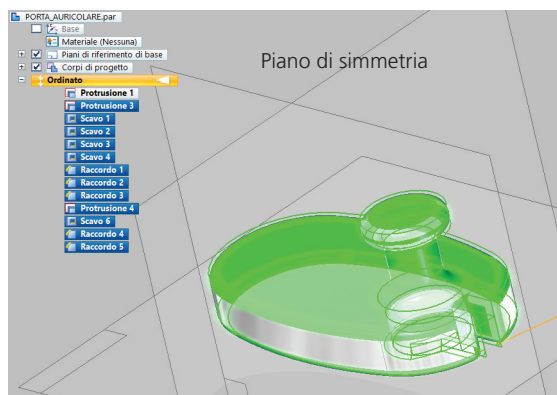 PORTA_AURICOLARE.par
Base
Materiale (Nessuna)
Piani di riferimento di base
Corpi di progetto
Ordinato
Protrusione 1
Protrusione 3
Scavo 1
Scavo 2
Scavo 3
Scavo 4
Raccordo 1
Raccordo 2
Raccordo 3
Protrusione 4
Scavo 6
Raccordo 4
Raccordo 5
Piano di simmetria